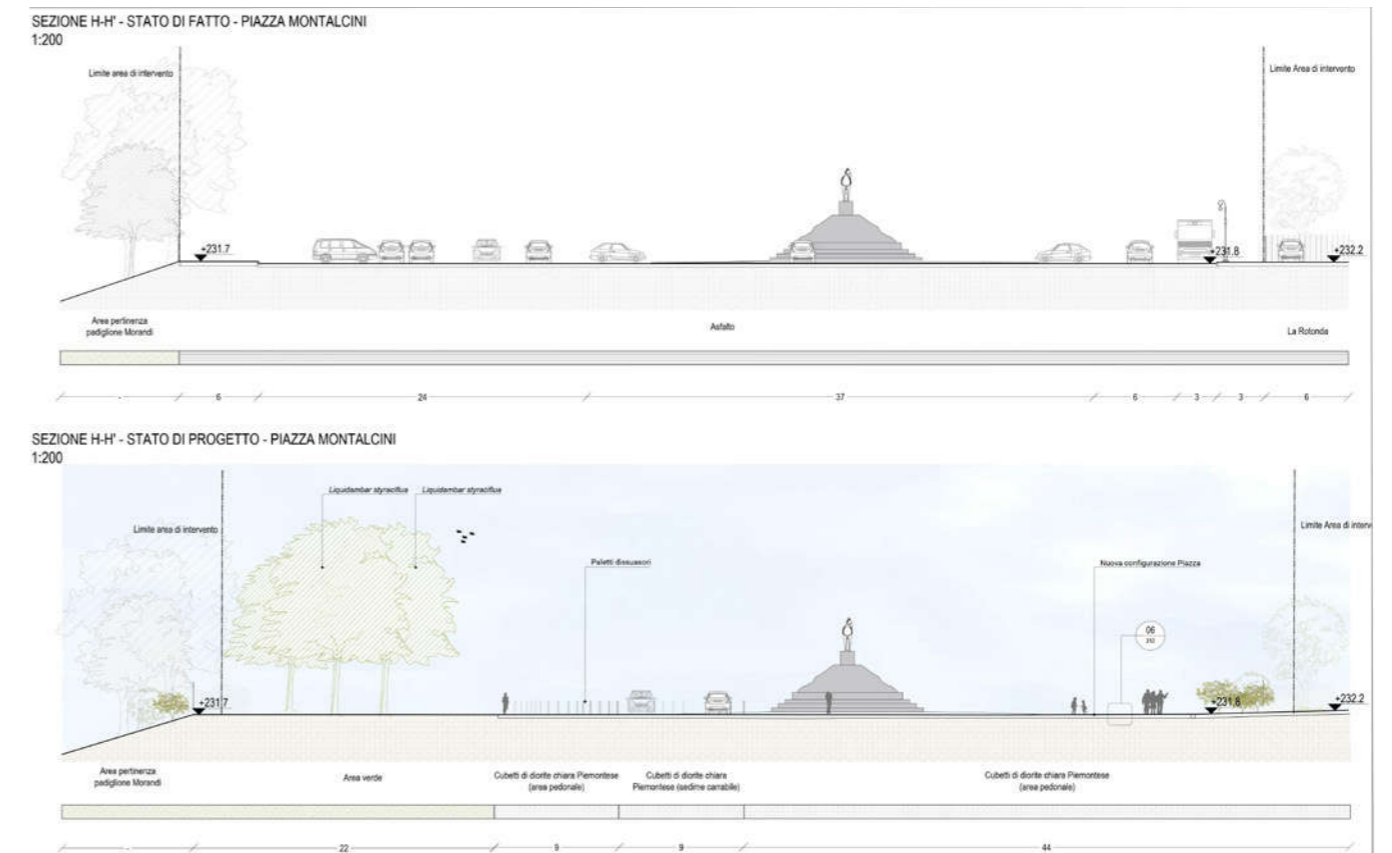 SEZIONE H-H' - STATO DI FATTO - PIAZZA MONTALCINI
1:200
Limite area di intervento
Limite Area di intervento
+231.7
+231.8
+232.2
Area pertinenza
padiglione Morandi
Asfalto
La Rotonda
- 6 24 37 6 3 3 6
SEZIONE H-H' - STATO DI PROGETTO - PIAZZA MONTALCINI
1:200
Liquidambar styraciflua
Liquidambar styraciflua
Limite area di intervento
Limite Area di interv
Paletti dissuasori
Nuova configurazione Piazza
06
+231.7
+231.8
+232.2
Area pertinenza
padiglione Morandi
Area verde
Cubetti di diorite chiara Piemontese
(area pedonale)
Cubetti di diorite chiara
Piemontese (sedime carrabile)
Cubetti di diorite chiara Piemontese
(area pedonale)
- 22 9 9 44